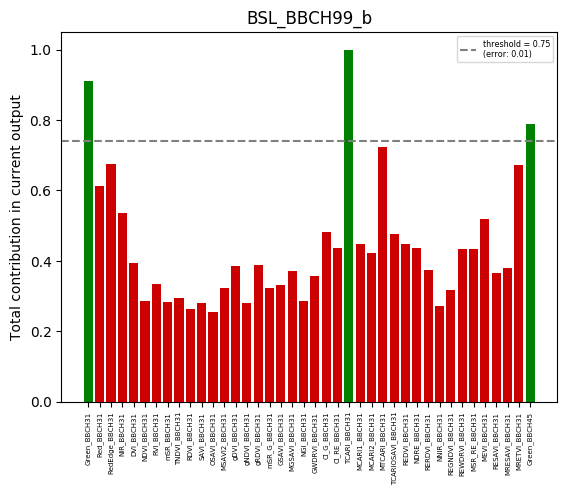 BSL_BBCH99_b
threshold = 0.75
(error: 0.01)
Total contribution in current output
1.0
0.8
0.6
0.4
0.2
0.0
Green_BBCH31
Red_BBCH31
RedEdge_BBCH31
NIR_BBCH31
DVI_BBCH31
NDVI_BBCH31
RVI_BBCH31
mSR_BBCH31
TNDVI_BBCH31
RDVI_BBCH31
SAVI_BBCH31
OSAVI_BBCH31
MSAVI2_BBCH31
gDVI_BBCH31
gNDVI_BBCH31
gRDVI_BBCH31
mSR_G_BBCH31
GSAVI_BBCH31
MGSAVI_BBCH31
NGI_BBCH31
GWDRVI_BBCH31
CI_G_BBCH31
CI_RE_BBCH31
TCARI_BBCH31
MCARI1_BBCH31
MCARI2_BBCH31
MTCARI_BBCH31
TCARIOSAVI_BBCH31
REDVI_BBCH31
NDRE_BBCH31
RERDVI_BBCH31
NNIR_BBCH31
REGNDVI_BBCH31
REWDRVI_BBCH31
MSR_RE_BBCH31
MEVI_BBCH31
RESAVI_BBCH31
MRESAVI_BBCH31
MRETVI_BBCH31
Green_BBCH45